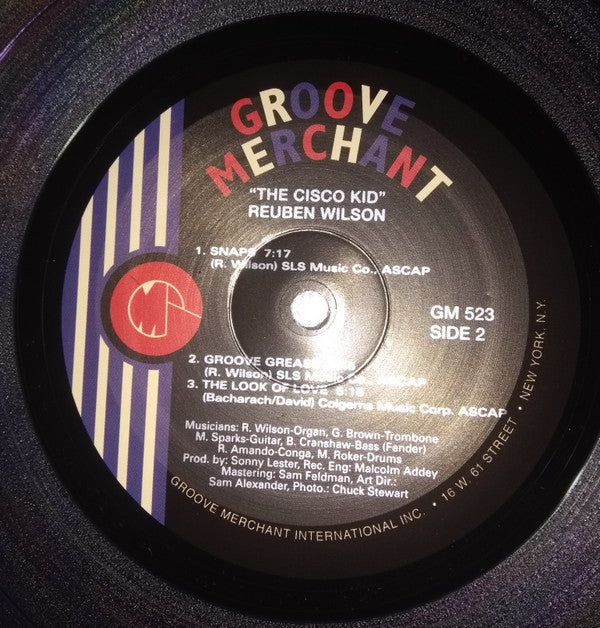 GROOVE
MERCHANT
"THE CISCO KID"
REUBEN WILSON
1. SNAPS 7:17
(R. Wilson) SLS Music Co., ASCAP
GM 523
SIDE 2
2. GROOVE GREASE
(R. Wilson) SLS Music Co., ASCAP
3. THE LOOK OF LOVE
(Bacharach/David) Colgems Music Corp. ASCAP
Musicians: R. Wilson-Organ, G. Brown-Trombone
M. Sparks-Guitar, B. Cranshaw-Bass (Fender)
R. Amando-Conga, M. Roker-Drums
Prod. by: Sonny Lester, Rec. Eng: Malcolm Addey
Mastering: Sam Feldman, Art Dir.:
Sam Alexander, Photo.: Chuck Stewart
GROOVE MERCHANT INTERNATIONAL INC. • 16 W. 61 STREET • NEW YORK, N.Y.